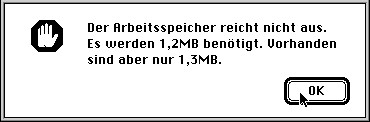 Der Arbeitsspeicher reicht nicht aus.
Es werden 1,2MB benötigt. Vorhanden
sind aber nur 1,3MB.
OK